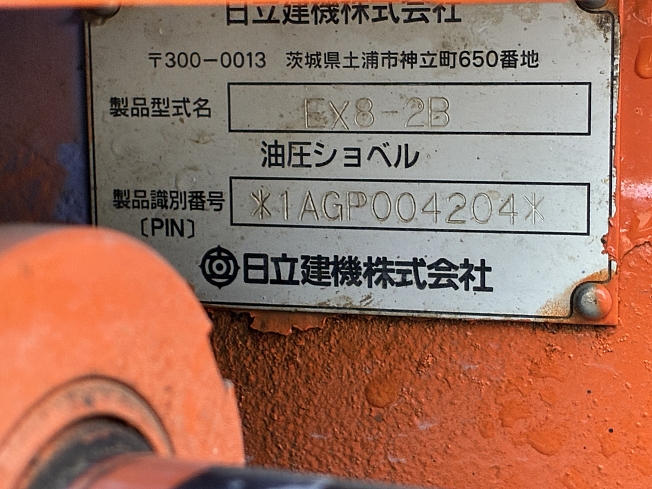 日立建機株式会社
〒300-0013 茨城県土浦市神立町650番地
製品型式名 EX8-2B
油圧ショベル
製品識別番号 *1AGP004204*
〔PIN〕
日立建機株式会社